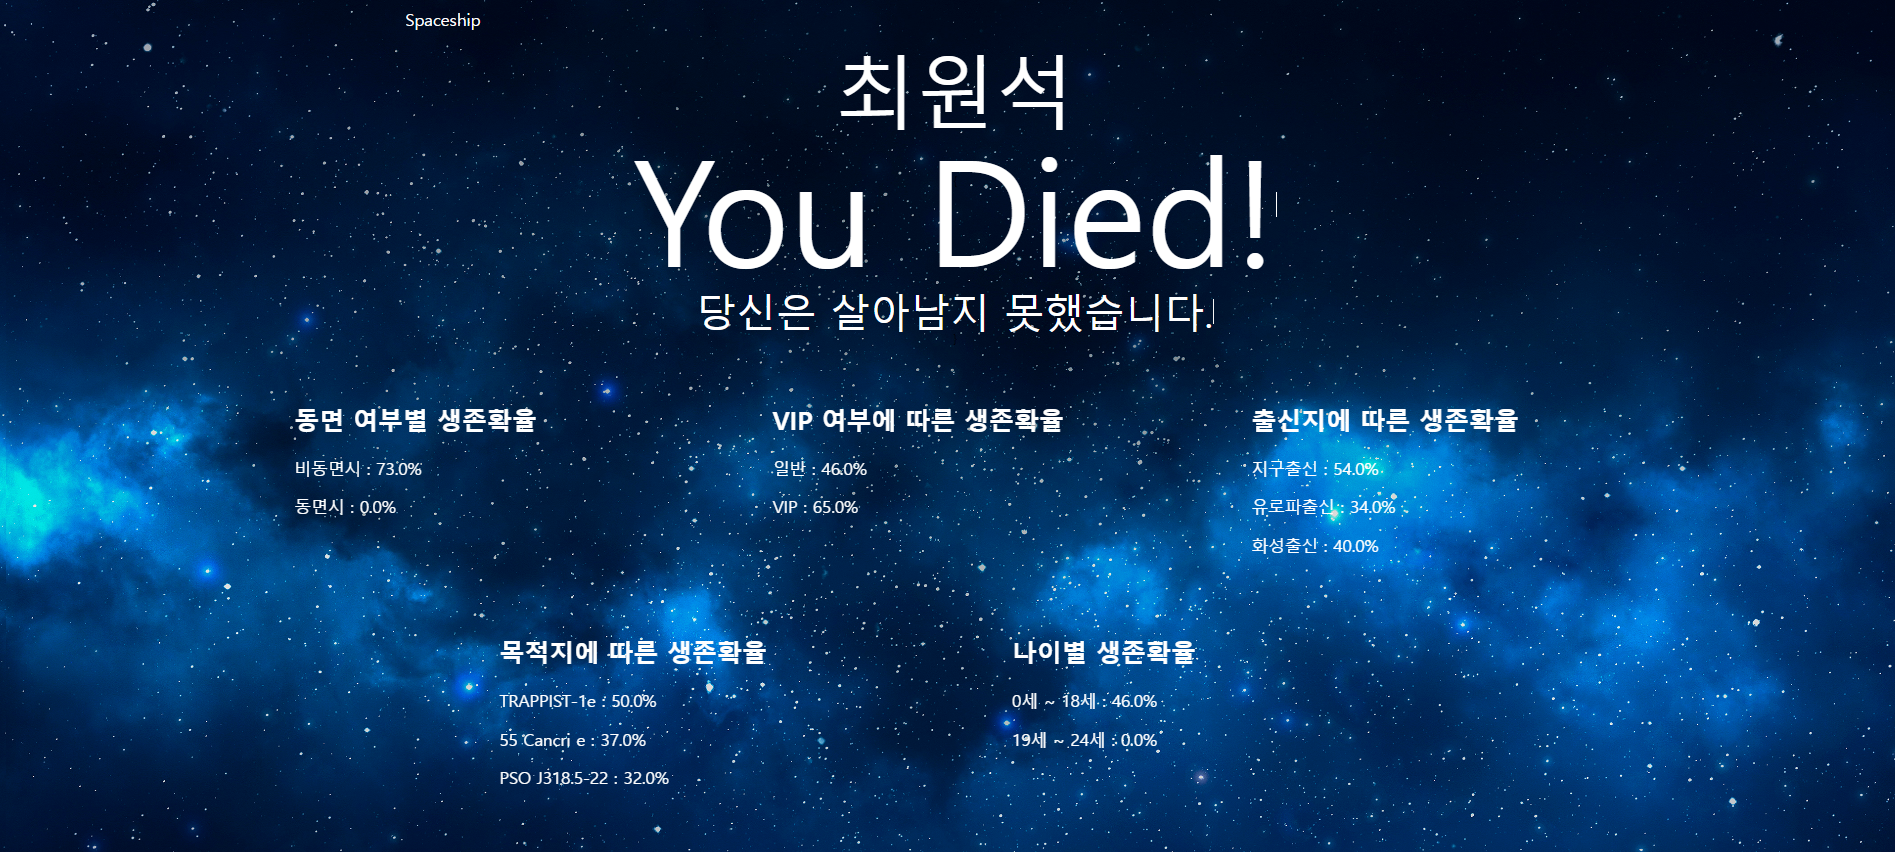 Spaceship
최원석
You Died!
당신은 살아남지 못했습니다.
동면 여부별 생존확율
비동면시 : 73.0%
동면시 : 0.0%
VIP 여부에 따른 생존확율
일반 : 46.0%
VIP : 65.0%
출신지에 따른 생존확율
지구출신 : 54.0%
유로파출신 : 34.0%
화성출신 : 40.0%
목적지에 따른 생존확율
TRAPPIST-1e : 50.0%
55 Cancri e : 37.0%
PSO J318.5-22 : 32.0%
나이별 생존확율
0세 ~ 18세 : 46.0%
19세 ~ 24세 : 0.0%